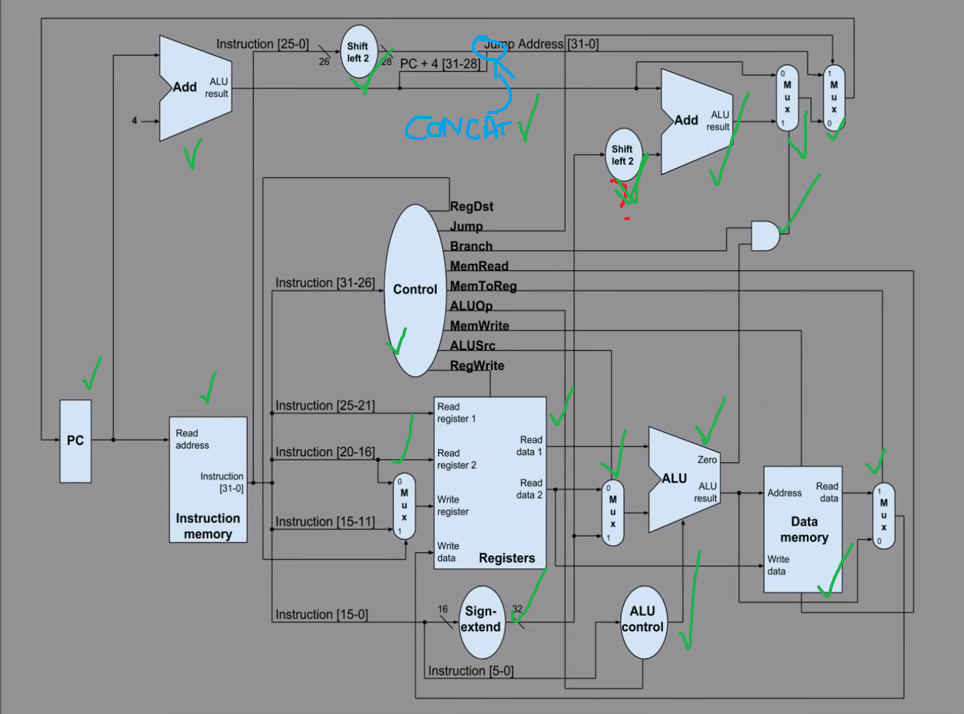 Instruction [25-0]
26
Shift
left 2
28
Jump Address [31-0]
PC + 4 [31-28]
CONCAT
Add
ALU
result
4
Add
ALU
result
Shift
left 2
0
M
u
x
1
1
M
u
x
0
RegDst
Jump
Branch
MemRead
MemToReg
ALUOp
MemWrite
ALUSrc
RegWrite
Control
Instruction [31-26]
Instruction [25-21]
Instruction [20-16]
Instruction [15-11]
Instruction [15-0]
Instruction [5-0]
PC
Read
address
Instruction
[31-0]
Instruction
memory
0
M
u
x
1
Read
register 1
Read
register 2
Write
register
Write
data
Read
data 1
Read
data 2
Registers
0
M
u
x
1
Zero
ALU
ALU
result
Address
Read
data
Data
memory
Write
data
1
M
u
x
0
16
Sign-
extend
32
ALU
control